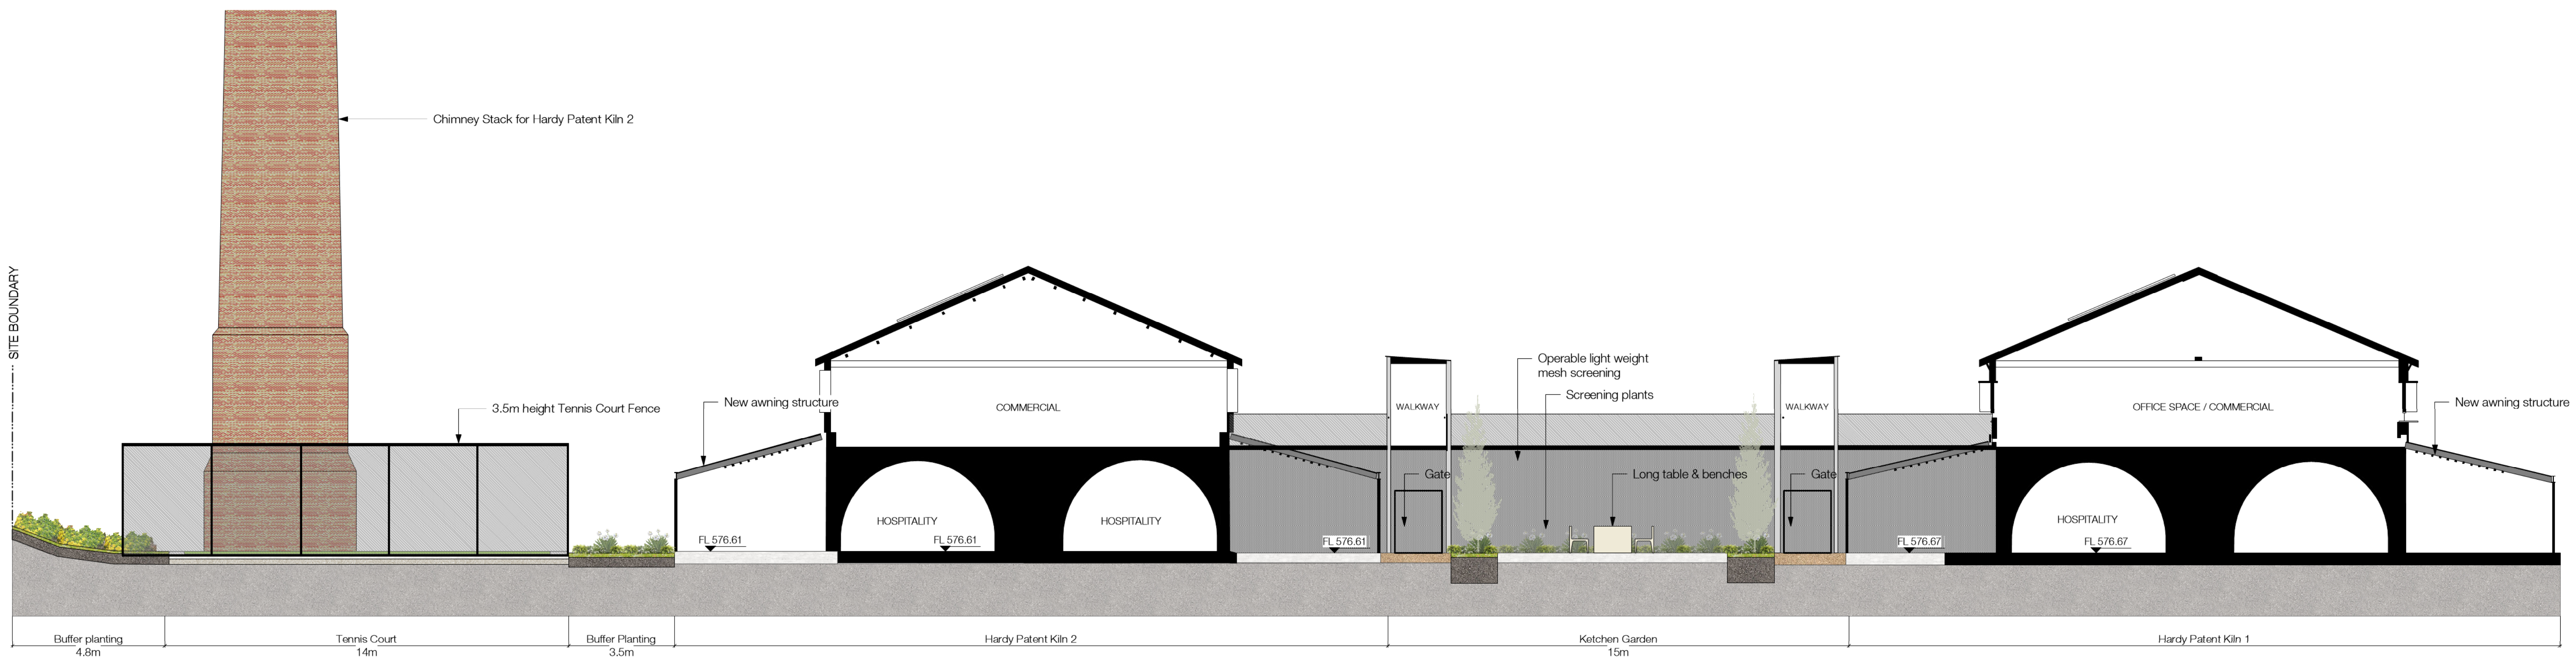 Chimney Stack for Hardy Patent Kiln 2
SITE BOUNDARY
3.5m height Tennis Court Fence
New awning structure
COMMERCIAL
Operable light weight
mesh screening
Screening plants
WALKWAY
WALKWAY
OFFICE SPACE / COMMERCIAL
New awning structure
Gate
Long table & benches
Gate
HOSPITALITY
HOSPITALITY
HOSPITALITY
FL 576.61
FL 576.61
FL 576.61
FL 576.67
FL 576.67
Buffer planting
4.8m
Tennis Court
14m
Buffer Planting
3.5m
Hardy Patent Kiln 2
Ketchen Garden
15m
Hardy Patent Kiln 1